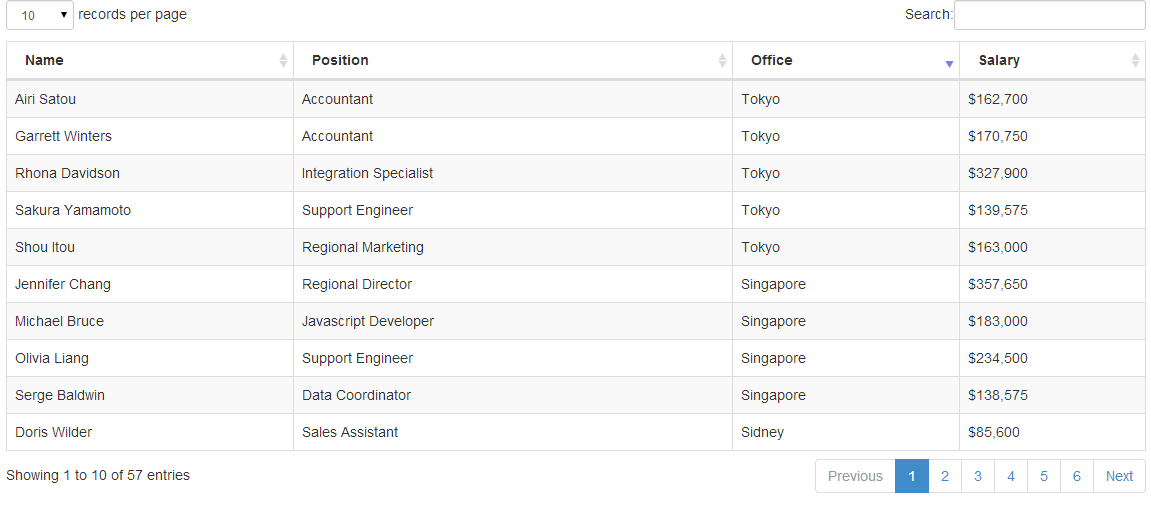 10 records per page Search:
Name Position Office Salary
Airi Satou Accountant Tokyo $162,700
Garrett Winters Accountant Tokyo $170,750
Rhona Davidson Integration Specialist Tokyo $327,900
Sakura Yamamoto Support Engineer Tokyo $139,575
Shou Itou Regional Marketing Tokyo $163,000
Jennifer Chang Regional Director Singapore $357,650
Michael Bruce Javascript Developer Singapore $183,000
Olivia Liang Support Engineer Singapore $234,500
Serge Baldwin Data Coordinator Singapore $138,575
Doris Wilder Sales Assistant Sidney $85,600
Showing 1 to 10 of 57 entries Previous 1 2 3 4 5 6 Next